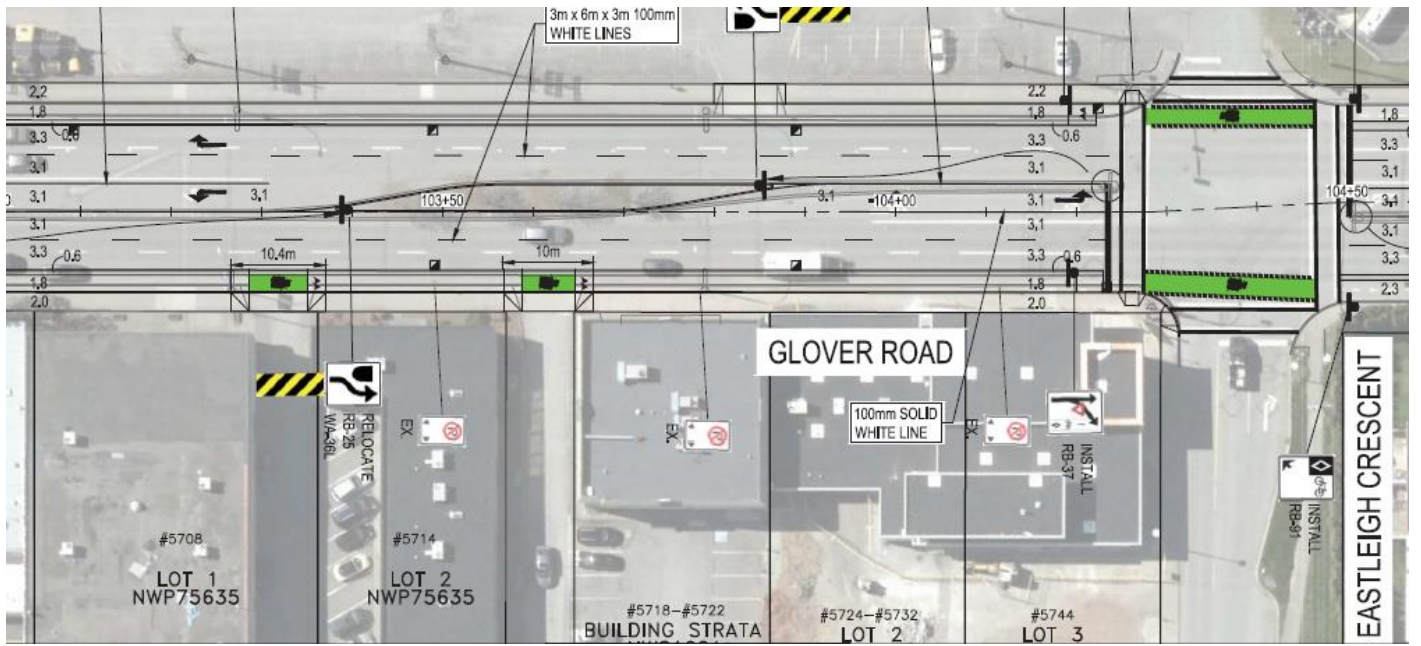 3m x 6m x 3m 100mm
WHITE LINES
2.2
1.8
0.6
3.3
3.1
3.1
3.1
3.3
0.6
1.8
2.0
3.1
103+50
3.1
104+00
10.4m
10m
2.2
1.8
0.6
3.3
3.1
3.1
3.1
3.3
0.6
1.8
2.0
1.8
3.3
3.1
104+50
3.1
3.1
3.3
2.3
GLOVER ROAD
100mm SOLID
WHITE LINE
RELOCATE
RB-25
WA-36L
EX.
EX.
EX.
INSTALL
RB-37
INSTALL
RB-91
EASTLEIGH CRESCENT
#5708
LOT 1
NWP75635
#5714
LOT 2
NWP75635
#5718-#5722
BUILDING STRATA
#5724-#5732
LOT 2
#5744
LOT 3